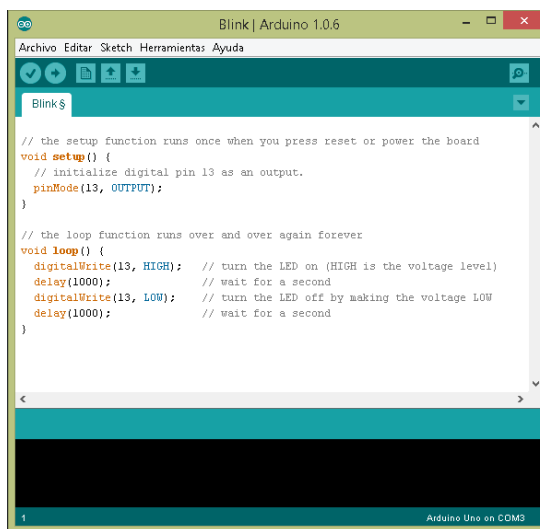 Blink | Arduino 1.0.6
Archivo Editar Sketch Herramientas Ayuda
Blink §
// the setup function runs once when you press reset or power the board
void setup() {
  // initialize digital pin 13 as an output.
  pinMode(13, OUTPUT);
}
// the loop function runs over and over again forever
void loop() {
  digitalWrite(13, HIGH);   // turn the LED on (HIGH is the voltage level)
  delay(1000);              // wait for a second
  digitalWrite(13, LOW);    // turn the LED off by making the voltage LOW
  delay(1000);              // wait for a second
}
1 Arduino Uno on COM3